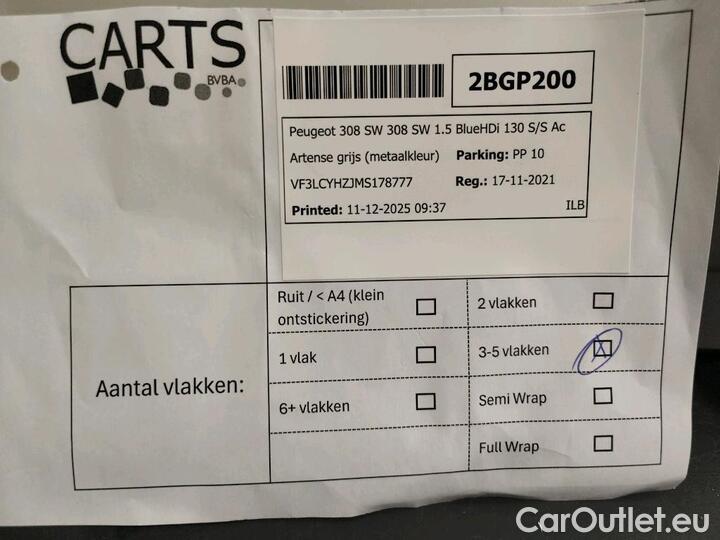 CARTS
BVBA
2BGP200
Peugeot 308 SW 308 SW 1.5 BlueHDi 130 S/S Ac
Artense grijs (metaalkleur) Parking: PP 10
VF3LCYHZJMS178777 Reg.: 17-11-2021
Printed: 11-12-2025 09:37 ILB
Aantal vlakken:
Ruit / < A4 (klein
ontstickering)
2 vlakken
1 vlak
3-5 vlakken
6+ vlakken
Semi Wrap
Full Wrap
CarOutlet.eu